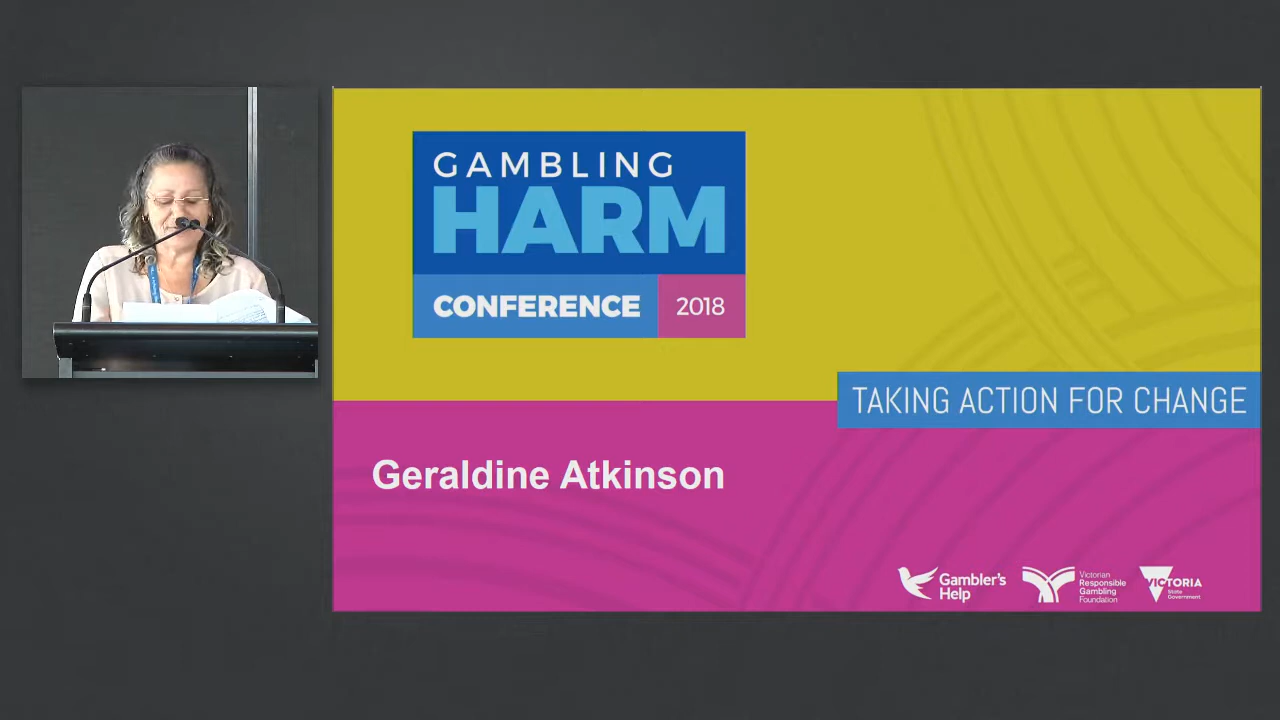 GAMBLING
HARM
CONFERENCE 2018
TAKING ACTION FOR CHANGE
Geraldine Atkinson
Gambler's
Help
Victorian
Responsible
Gambling
Foundation
VICTORIA
State
Government